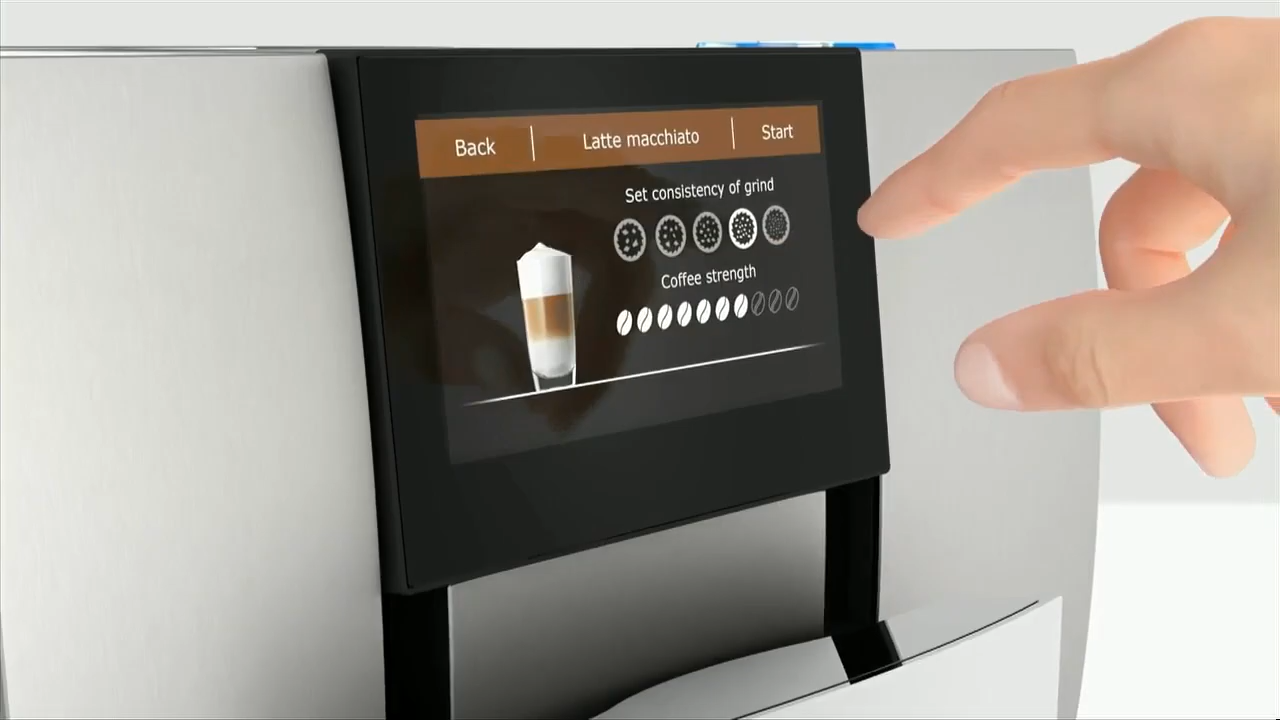 Back
Latte macchiato
Start
Set consistency of grind
Coffee strength